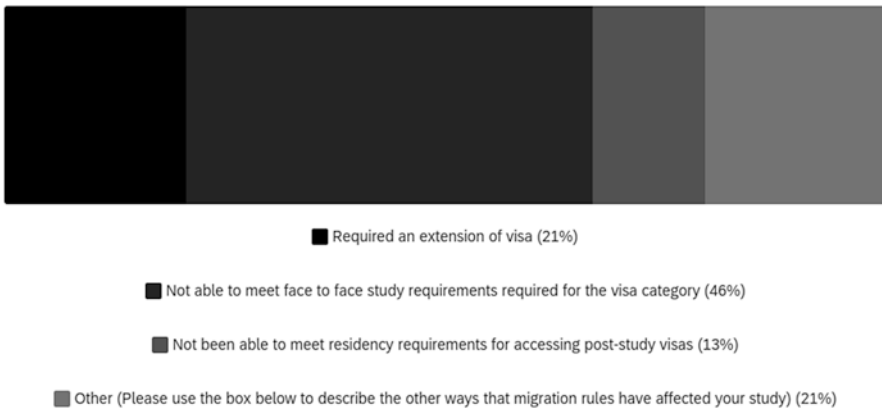 Required an extension of visa (21%)
Not able to meet face to face study requirements required for the visa category (46%)
Not been able to meet residency requirements for accessing post-study visas (13%)
Other (Please use the box below to describe the other ways that migration rules have affected your study) (21%)